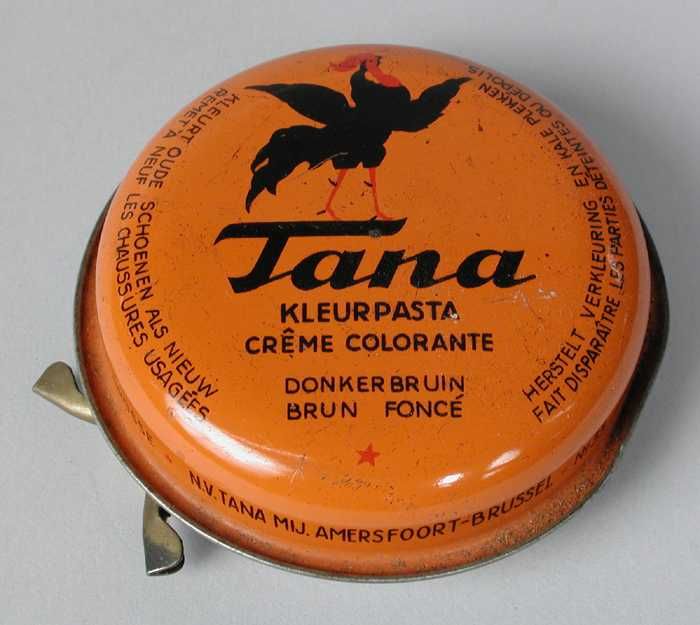 Tana
KLEURPASTA
CRÊME COLORANTE
DONKERBRUIN
BRUN FONCÉ
KLEURT OUDE SCHOENEN ALS NIEUW
REMET À NEUF LES CHAUSSURES USAGÉES
HERSTELT VERKLEURING EN KALE PLEKKEN
FAIT DISPARAÎTRE LES PARTIES DÉTEINTES OU DÉPOLIS
N.V. TANA MIJ. AMERSFOORT-BRUSSEL